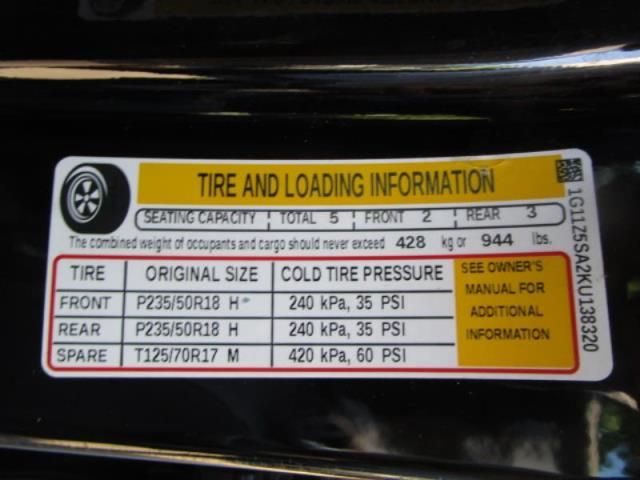 TIRE AND LOADING INFORMATION
SEATING CAPACITY TOTAL 5 FRONT 2 REAR 3
The combined weight of occupants and cargo should never exceed 428 kg or 944 lbs.
TIRE ORIGINAL SIZE COLD TIRE PRESSURE
FRONT P235/50R18 H 240 kPa, 35 PSI
REAR P235/50R18 H 240 kPa, 35 PSI
SPARE T125/70R17 M 420 kPa, 60 PSI
SEE OWNER'S
MANUAL FOR
ADDITIONAL
INFORMATION
1G11Z5SA2KU138320